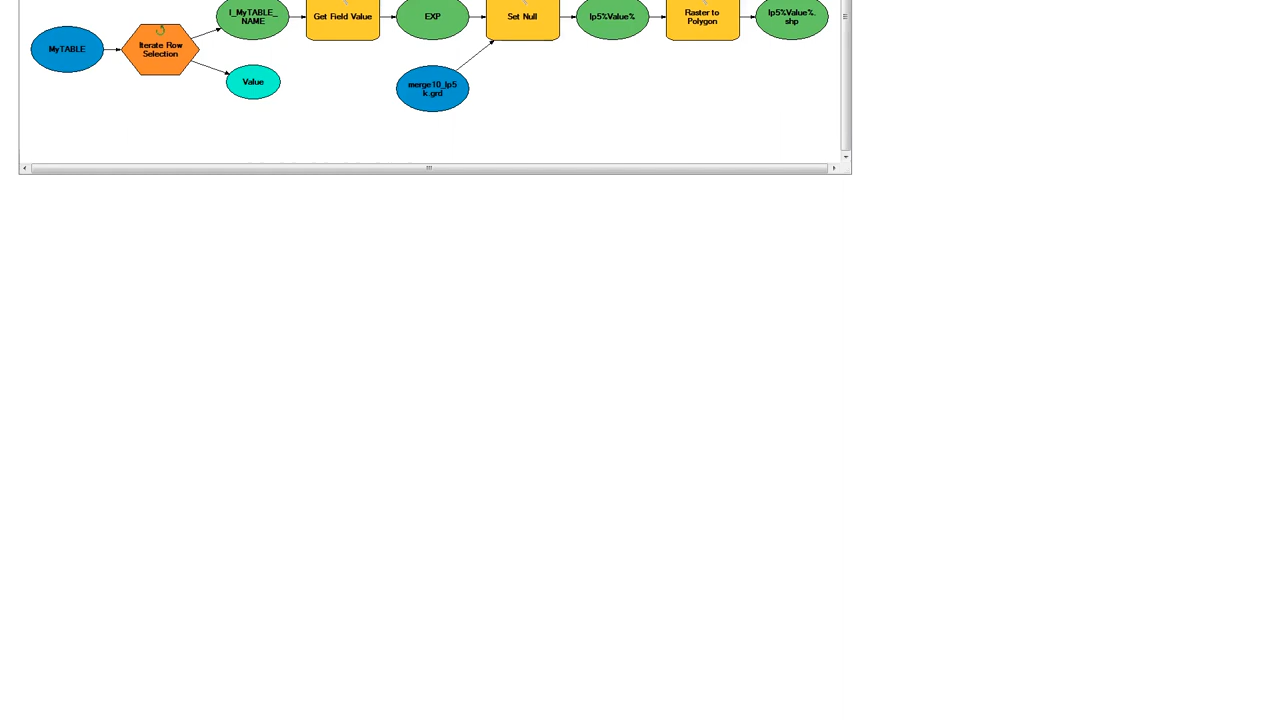 I_MyTABLE_
NAME
Get Field Value
EXP
Set Null
lp5%Value%
Raster to
Polygon
lp5%Value%.
shp
MyTABLE
Iterate Row
Selection
Value
merge10_lp5
k.grd